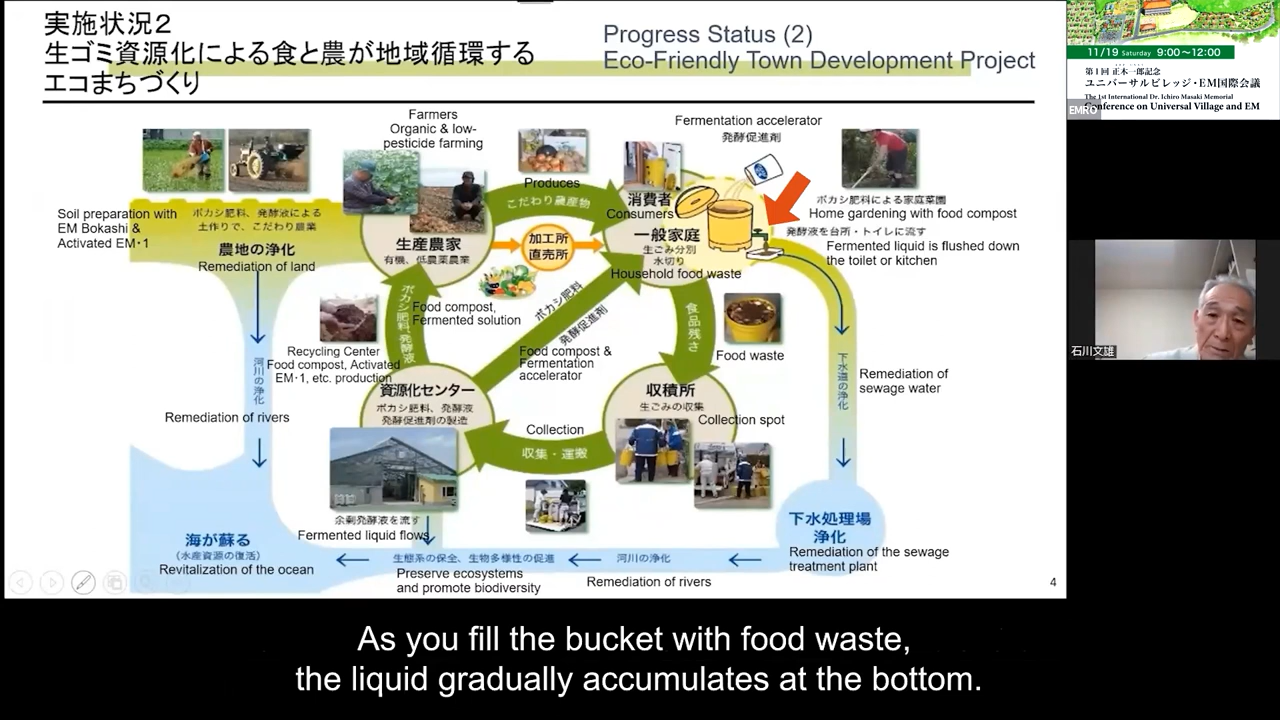 実施状況2
生ゴミ資源化による食と農が地域循環する
エコまちづくり
Progress Status (2)
Eco-Friendly Town Development Project
11/19 Saturday 9:00~12:00
第1回 正木一郎記念
ユニバーサルビレッジ・EM国際会議
The 1st International Dr. Ichiro Masaki Memorial
Conference on Universal Village and EM
EMRO
Farmers
Organic & low-
pesticide farming
Fermentation accelerator
発酵促進剤
Produces
こだわり農産物
消費者
Consumers
一般家庭
生ごみ分別
水切り
Household food waste
ボカシ肥料による家庭菜園
Home gardening with food compost
発酵液を台所・トイレに流す
Fermented liquid is flushed down
the toilet or kitchen
Soil preparation with
EM Bokashi &
Activated EM・1
ボカシ肥料、発酵液による
土作りで、こだわり農業
農地の浄化
Remediation of land
生産農家
有機、低農薬農業
加工所
直売所
ボカシ肥料、発酵液
Food compost,
Fermented solution
ボカシ肥料
発酵促進剤
Food compost &
Fermentation
accelerator
食品残さ
Food waste
石川文雄
Recycling Center
Food compost, Activated
EM・1, etc. production
河川の浄化
Remediation of rivers
下水道の浄化
Remediation of
sewage water
資源化センター
ボカシ肥料、発酵液
発酵促進剤の製造
収積所
生ごみの収集
Collection spot
Collection
収集・運搬
余剰発酵液を流す
Fermented liquid flows
下水処理場
浄化
Remediation of the sewage
treatment plant
海が蘇る
(水産資源の復活)
Revitalization of the ocean
生態系の保全、生物多様性の促進
Preserve ecosystems
and promote biodiversity
河川の浄化
Remediation of rivers
4
As you fill the bucket with food waste,
the liquid gradually accumulates at the bottom.